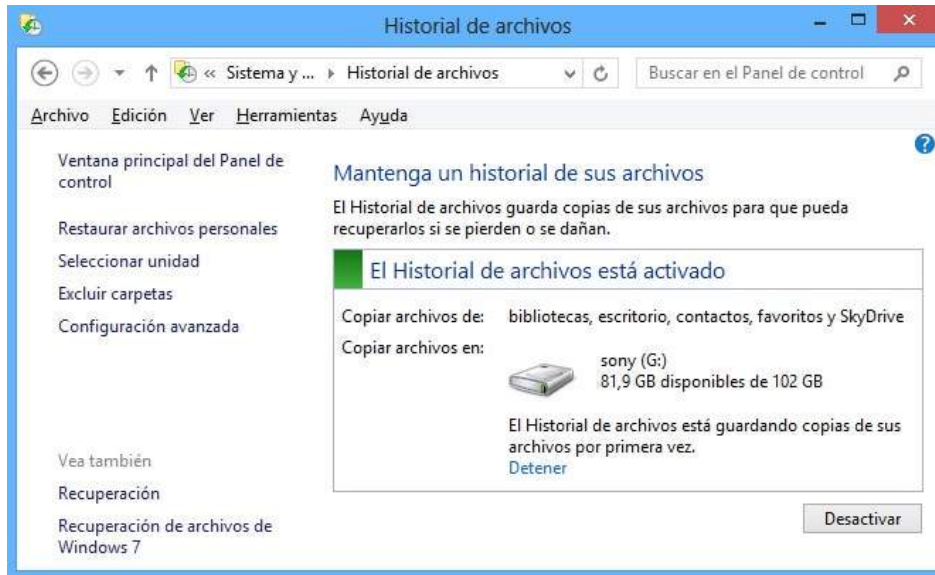 Historial de archivos
« Sistema y ... ▸ Historial de archivos
Buscar en el Panel de control
Archivo Edición Ver Herramientas Ayuda
Ventana principal del Panel de
control
Restaurar archivos personales
Seleccionar unidad
Excluir carpetas
Configuración avanzada
Vea también
Recuperación
Recuperación de archivos de
Windows 7
?
Mantenga un historial de sus archivos
El Historial de archivos guarda copias de sus archivos para que pueda
recuperarlos si se pierden o se dañan.
El Historial de archivos está activado
Copiar archivos de: bibliotecas, escritorio, contactos, favoritos y SkyDrive
Copiar archivos en:
sony (G:)
81,9 GB disponibles de 102 GB
El Historial de archivos está guardando copias de sus
archivos por primera vez.
Detener
Desactivar